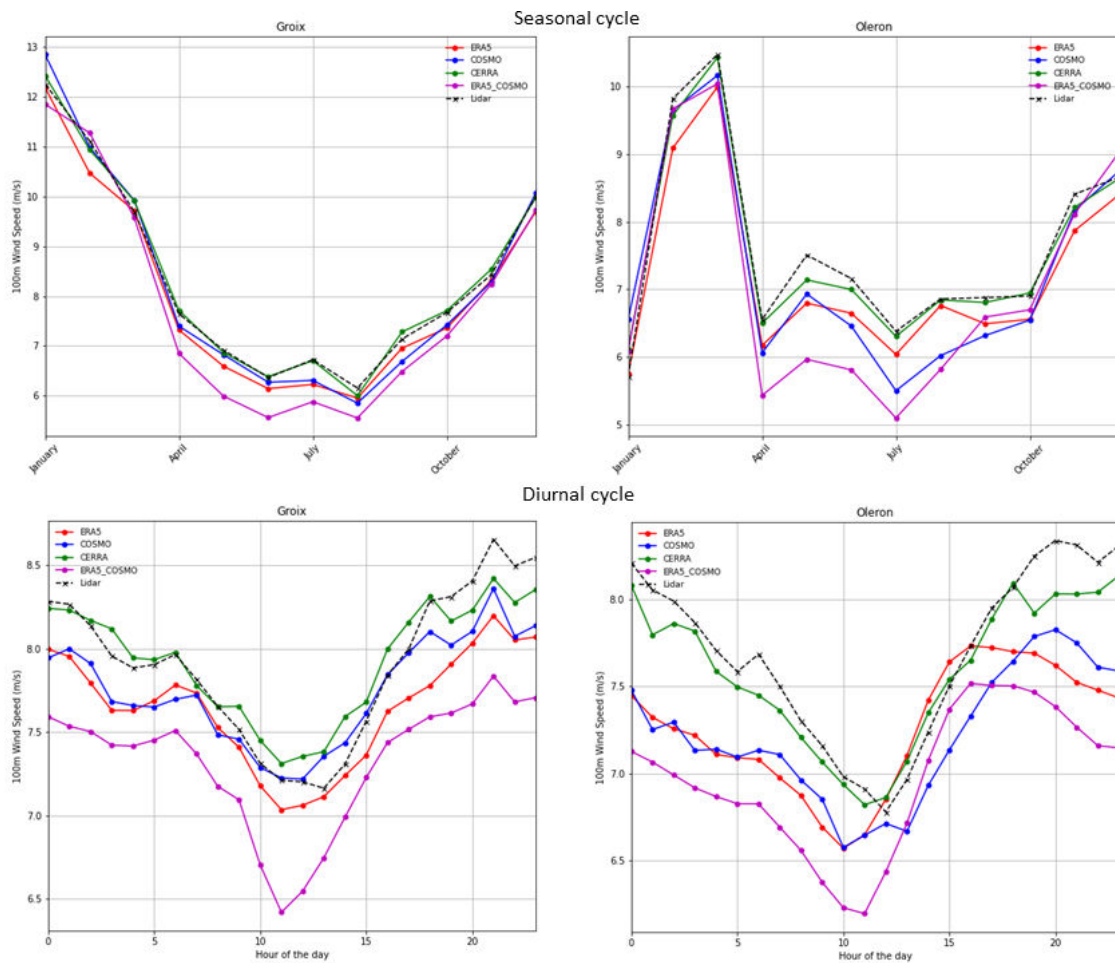 Seasonal cycle
Groix
Oleron
13
12
11
10
9
8
7
6
100m Wind Speed (m/s)
January
April
July
October
ERA5
COSMO
CERRA
ERA5_COSMO
Lidar
10
9
8
7
6
5
100m Wind Speed (m/s)
January
April
July
October
ERA5
COSMO
CERRA
ERA5_COSMO
Lidar
Diurnal cycle
Groix
Oleron
ERA5
COSMO
CERRA
ERA5_COSMO
Lidar
8.5
8.0
7.5
7.0
6.5
100m Wind Speed (m/s)
0
5
10
15
20
Hour of the day
ERA5
COSMO
CERRA
ERA5_COSMO
Lidar
8.0
7.5
7.0
6.5
100m Wind Speed (m/s)
0
5
10
15
20
Hour of the day